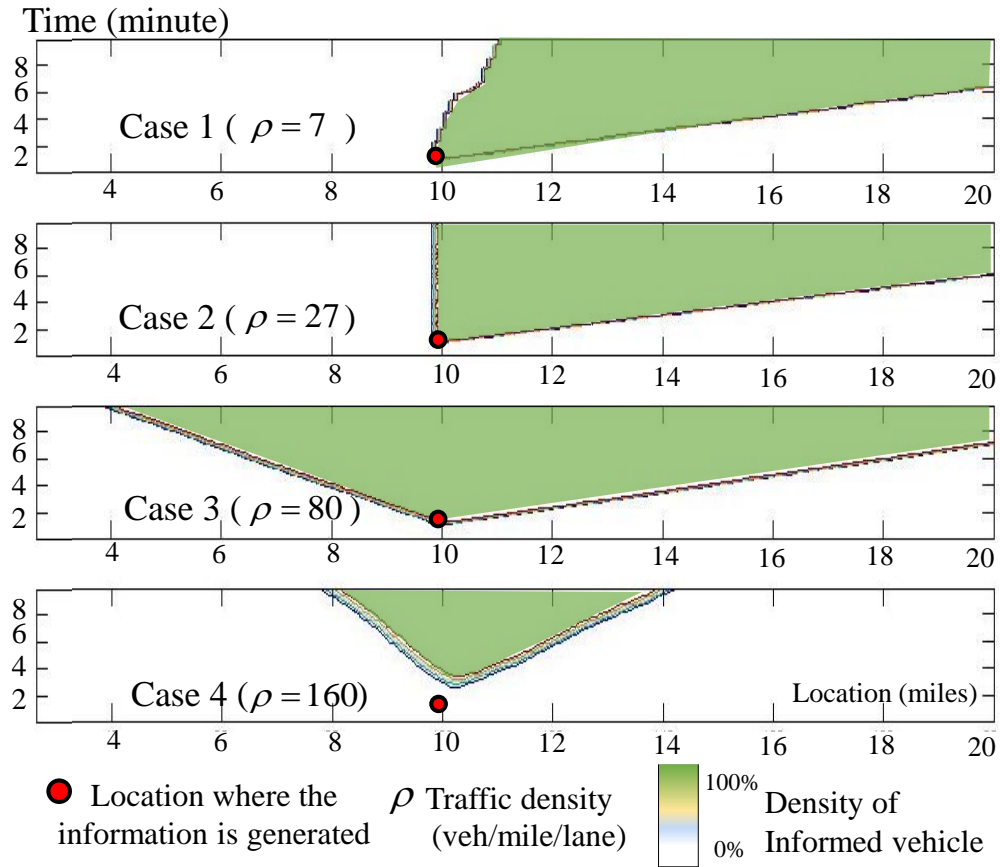 Time (minute)
8
6
4
2
Case 1 ( ρ = 7 )
4 6 8 10 12 14 16 18 20
8
6
4
2
Case 2 ( ρ = 27 )
4 6 8 10 12 14 16 18 20
8
6
4
2
Case 3 ( ρ = 80 )
4 6 8 10 12 14 16 18 20
8
6
4
2
Case 4 ( ρ = 160)
Location (miles)
4 6 8 10 12 14 16 18 20
Location where the
information is generated
ρ Traffic density
(veh/mile/lane)
100%
0%
Density of
Informed vehicle